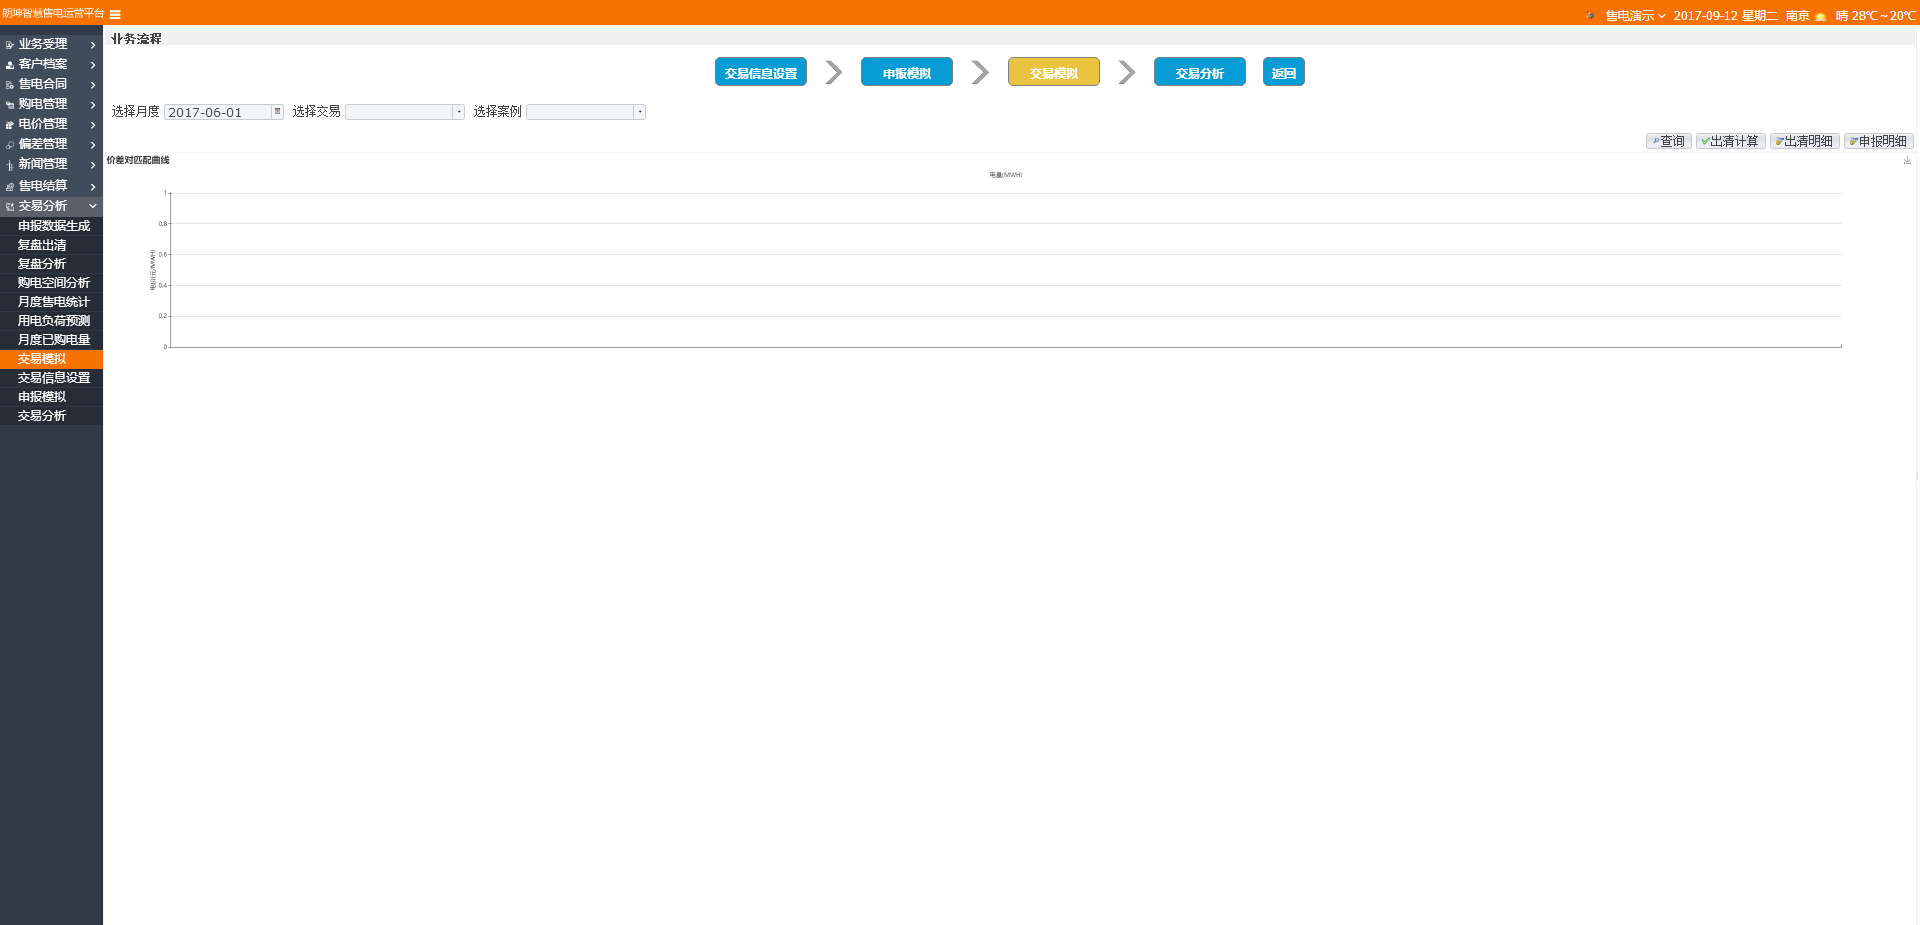 朗坤智慧售电运营平台
售电演示 2017-09-12 星期二 南京 晴 28℃~20℃
业务受理
客户档案
售电合同
购电管理
电价管理
偏差管理
新闻管理
售电结算
交易分析
申报数据生成
复盘出清
复盘分析
购电空间分析
月度售电统计
用电负荷预测
月度已购电量
交易模拟
交易信息设置
申报模拟
交易分析
业务流程
交易信息设置 申报模拟 交易模拟 交易分析 返回
选择月度 2017-06-01 选择交易 选择案例
查询 出清计算 出清明细 申报明细
价差对匹配曲线
电量(MWH)
电价(元/MWH)
1
0.8
0.6
0.4
0.2
0